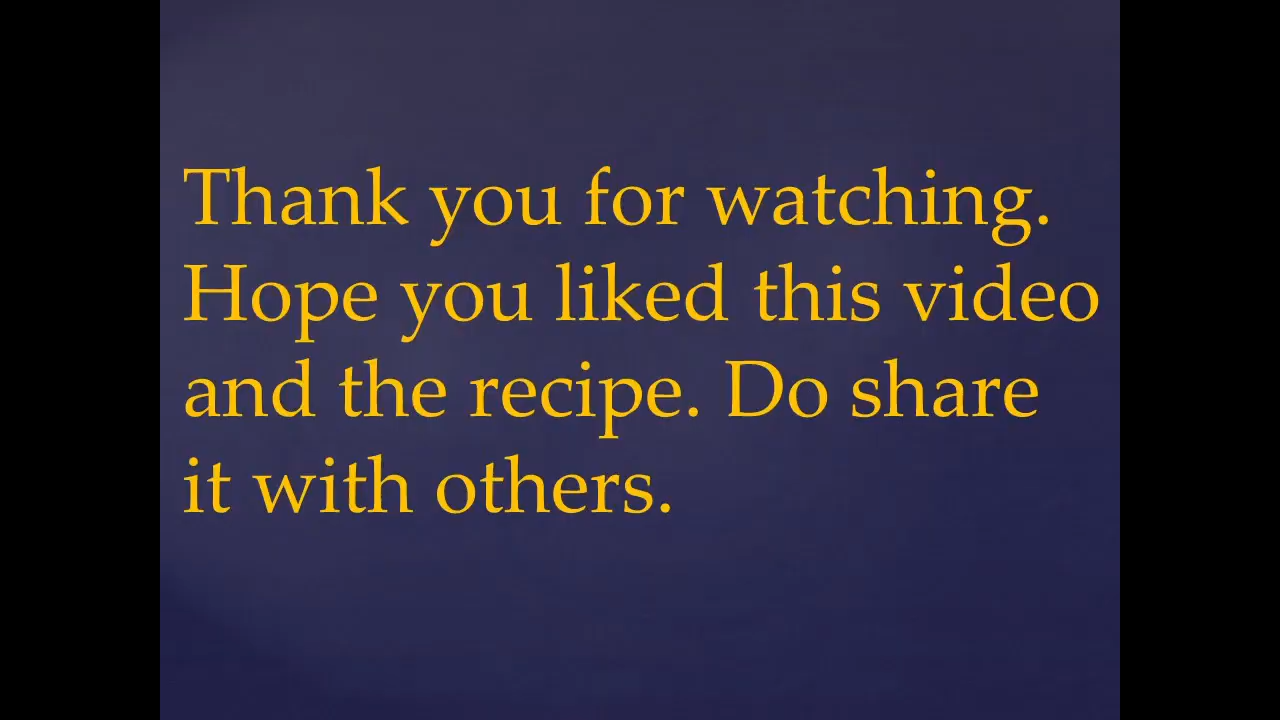 Thank you for watching.
Hope you liked this video
and the recipe. Do share
it with others.